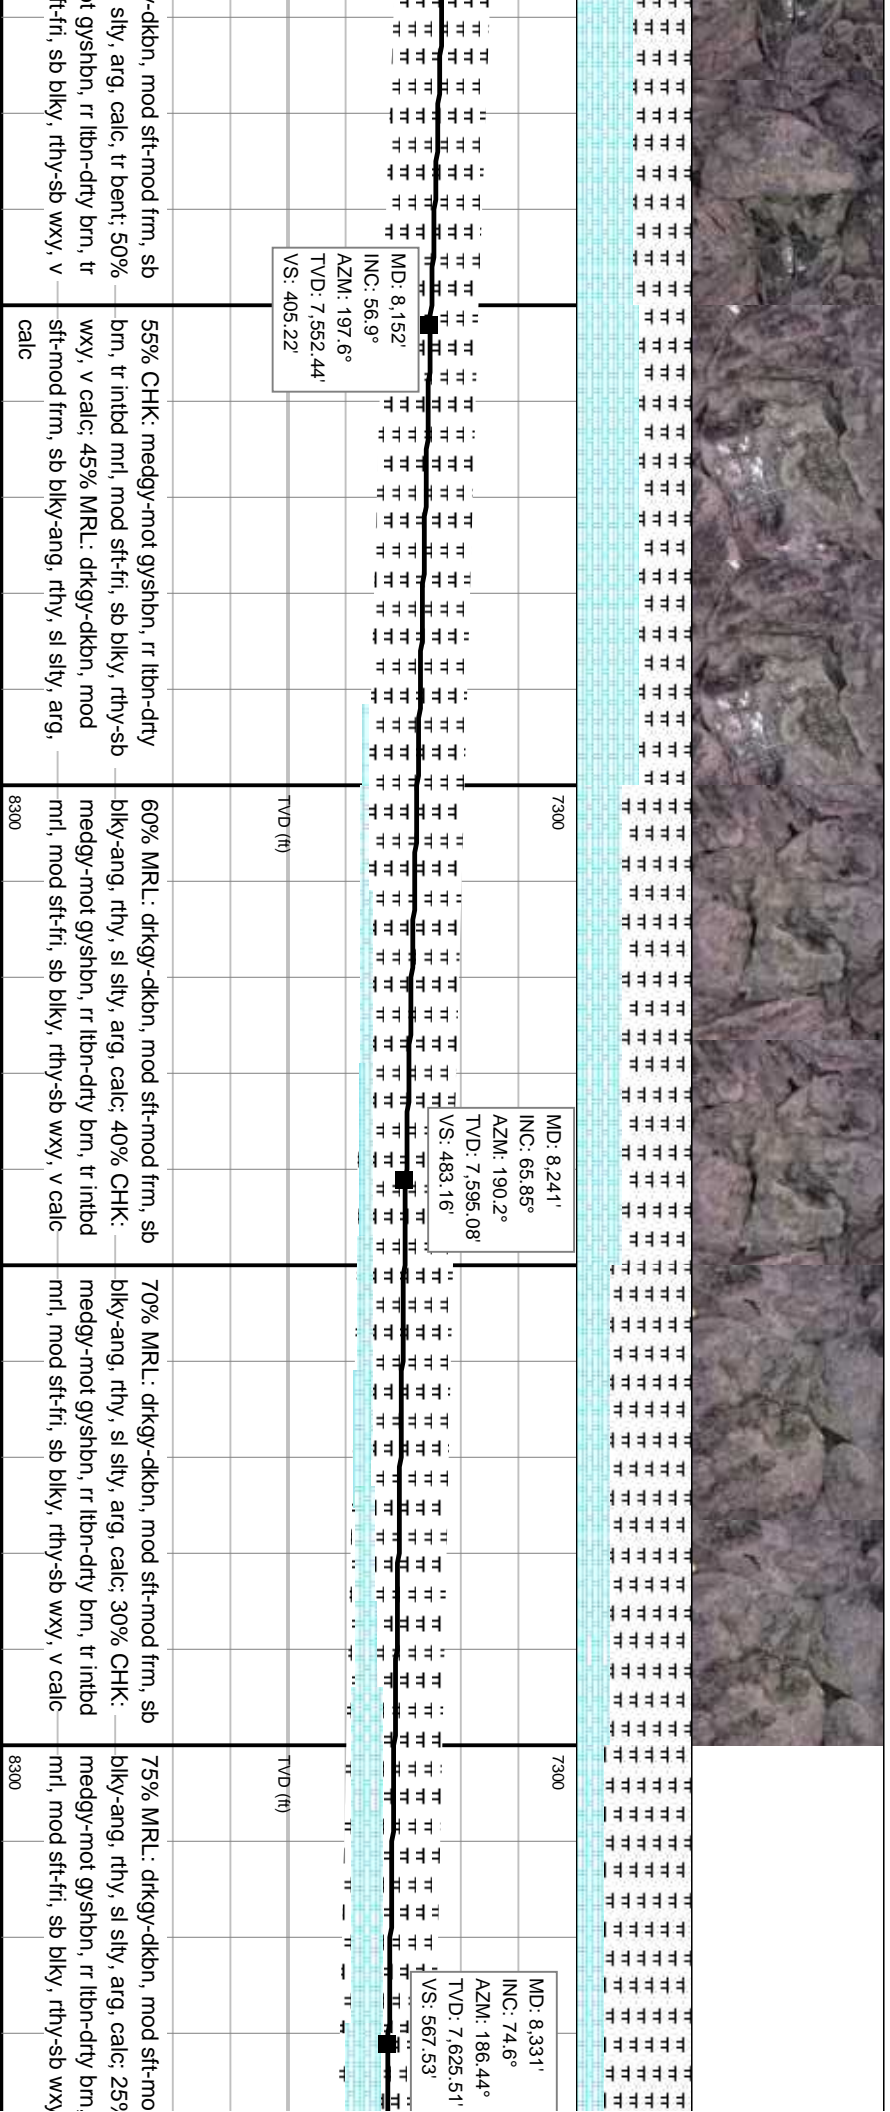 /-dkbn, mod sft-mod frm, sb
slty, arg, calc, tr bent; 50%
t gyshbn, rr ltbn-drty brn, tr
ft-fri, sb blky, rthy-sb wxy, v
MD: 8,152'
INC: 56.9°
AZM: 197.6°
TVD: 7,552.44'
VS: 405.22'
55% CHK: medgy-mot gyshbn, rr ltbn-drty
brn, tr intbd mrl, mod sft-fri, sb blky, rthy-sb
wxy, v calc; 45% MRL: drkgy-dkbn, mod
sft-mod frm, sb blky-ang, rthy, sl slty, arg,
calc
7300
TVD (ft)
8300
60% MRL: drkgy-dkbn, mod sft-mod frm, sb
blky-ang, rthy, sl slty, arg, calc; 40% CHK:
medgy-mot gyshbn, rr ltbn-drty brn, tr intbd
mrl, mod sft-fri, sb blky, rthy-sb wxy, v calc
MD: 8,241'
INC: 65.85°
AZM: 190.2°
TVD: 7,595.08'
VS: 483.16'
70% MRL: drkgy-dkbn, mod sft-mod frm, sb
blky-ang, rthy, sl slty, arg, calc; 30% CHK:
medgy-mot gyshbn, rr ltbn-drty brn, tr intbd
mrl, mod sft-fri, sb blky, rthy-sb wxy, v calc
7300
TVD (ft)
8300
75% MRL: drkgy-dkbn, mod sft-mo
blky-ang, rthy, sl slty, arg, calc; 25%
medgy-mot gyshbn, rr ltbn-drty brn,
mrl, mod sft-fri, sb blky, rthy-sb wxy
MD: 8,331'
INC: 74.6°
AZM: 186.44°
TVD: 7,625.51'
VS: 567.53'